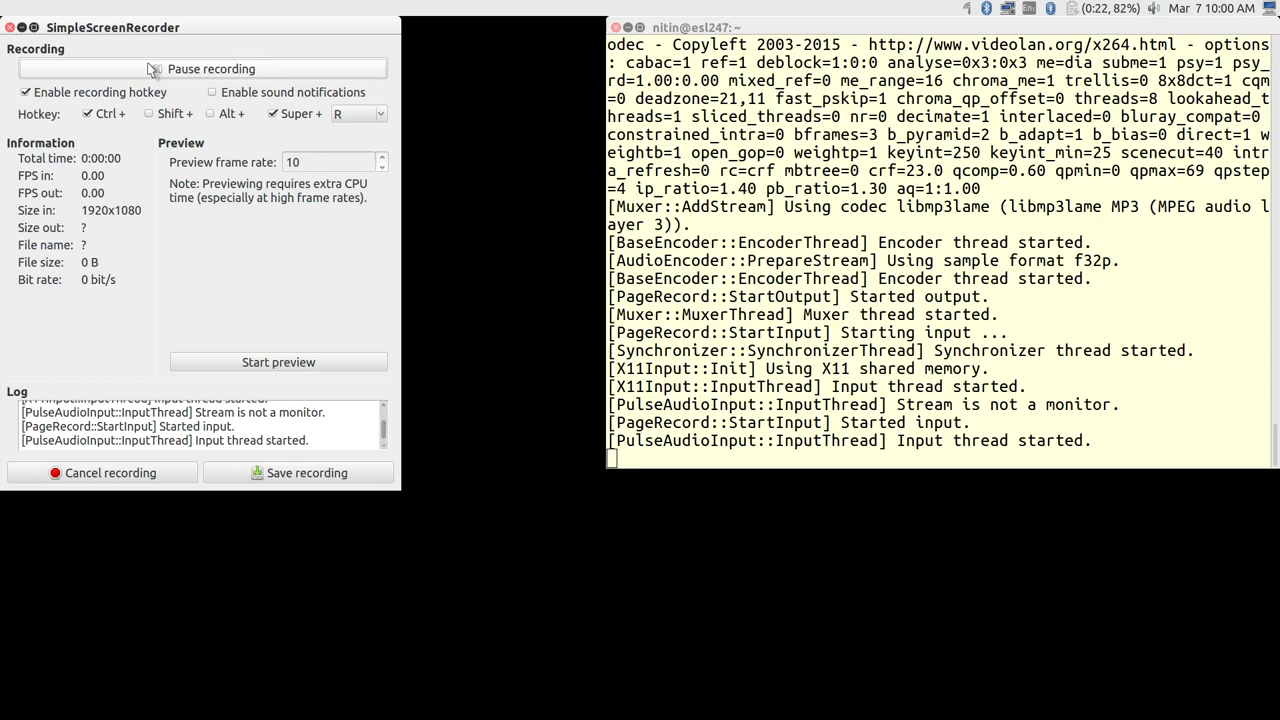 En
(0:22, 82%)
Mar 7 10:00 AM
SimpleScreenRecorder
Recording
Pause recording
Enable recording hotkey
Enable sound notifications
Hotkey:
Ctrl +
Shift +
Alt +
Super +
R
Information
Total time: 0:00:00
FPS in: 0.00
FPS out: 0.00
Size in: 1920x1080
Size out: ?
File name: ?
File size: 0 B
Bit rate: 0 bit/s
Preview
Preview frame rate: 10
Note: Previewing requires extra CPU
time (especially at high frame rates).
Start preview
Log
[PulseAudioInput::InputThread] Stream is not a monitor.
[PageRecord::StartInput] Started input.
[PulseAudioInput::InputThread] Input thread started.
Cancel recording
Save recording
nitin@esl247: ~
odec - Copyleft 2003-2015 - http://www.videolan.org/x264.html - options
: cabac=1 ref=1 deblock=1:0:0 analyse=0x3:0x3 me=dia subme=1 psy=1 psy_
rd=1.00:0.00 mixed_ref=0 me_range=16 chroma_me=1 trellis=0 8x8dct=1 cqm
=0 deadzone=21,11 fast_pskip=1 chroma_qp_offset=0 threads=8 lookahead_t
hreads=1 sliced_threads=0 nr=0 decimate=1 interlaced=0 bluray_compat=0
constrained_intra=0 bframes=3 b_pyramid=2 b_adapt=1 b_bias=0 direct=1 w
eightb=1 open_gop=0 weightp=1 keyint=250 keyint_min=25 scenecut=40 intr
a_refresh=0 rc=crf mbtree=0 crf=23.0 qcomp=0.60 qpmin=0 qpmax=69 qpstep
=4 ip_ratio=1.40 pb_ratio=1.30 aq=1:1.00
[Muxer::AddStream] Using codec libmp3lame (libmp3lame MP3 (MPEG audio l
ayer 3)).
[BaseEncoder::EncoderThread] Encoder thread started.
[AudioEncoder::PrepareStream] Using sample format f32p.
[BaseEncoder::EncoderThread] Encoder thread started.
[PageRecord::StartOutput] Started output.
[Muxer::MuxerThread] Muxer thread started.
[PageRecord::StartInput] Starting input ...
[Synchronizer::SynchronizerThread] Synchronizer thread started.
[X11Input::Init] Using X11 shared memory.
[X11Input::InputThread] Input thread started.
[PulseAudioInput::InputThread] Stream is not a monitor.
[PageRecord::StartInput] Started input.
[PulseAudioInput::InputThread] Input thread started.